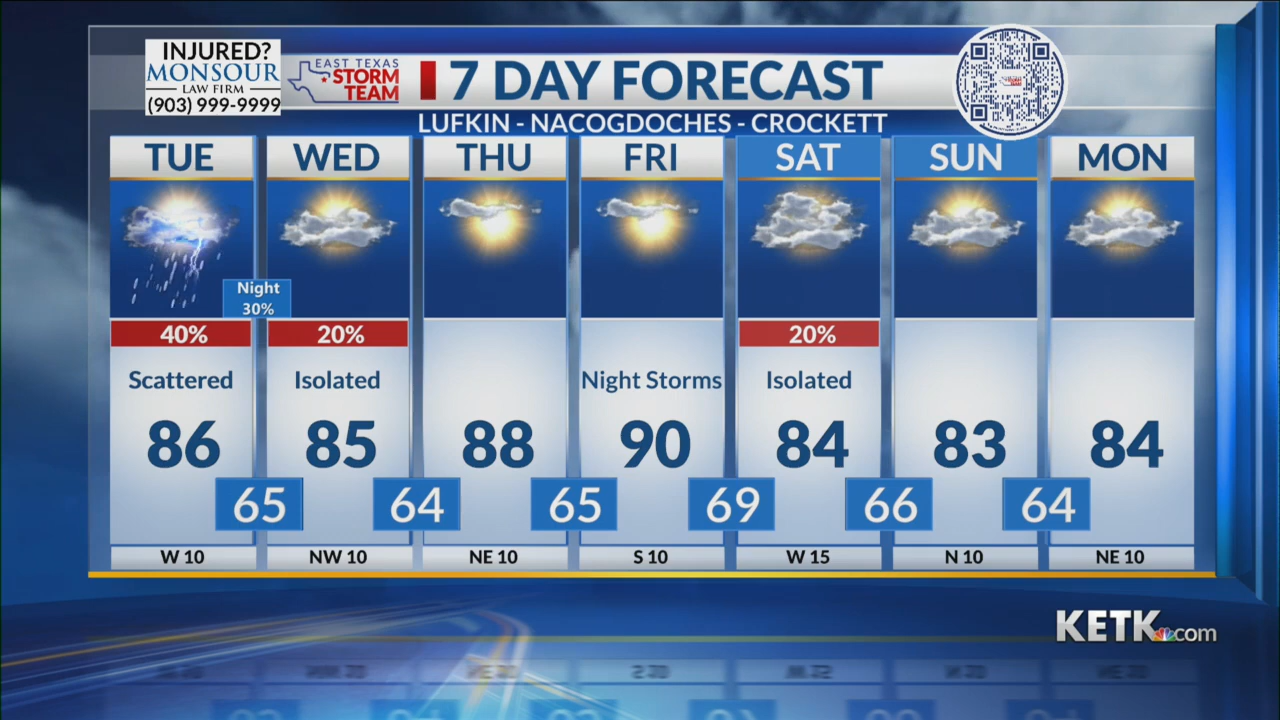 INJURED?
MONSOUR
LAW FIRM
(903) 999-9999
EAST TEXAS
STORM
TEAM
7 DAY FORECAST
LUFKIN - NACOGDOCHES - CROCKETT
TUE WED THU FRI SAT SUN MON
Night
30%
40% 20% 20%
Scattered Isolated Night Storms Isolated
86 85 88 90 84 83 84
65 64 65 69 66 64
W 10 NW 10 NE 10 S 10 W 15 N 10 NE 10
KETK.com